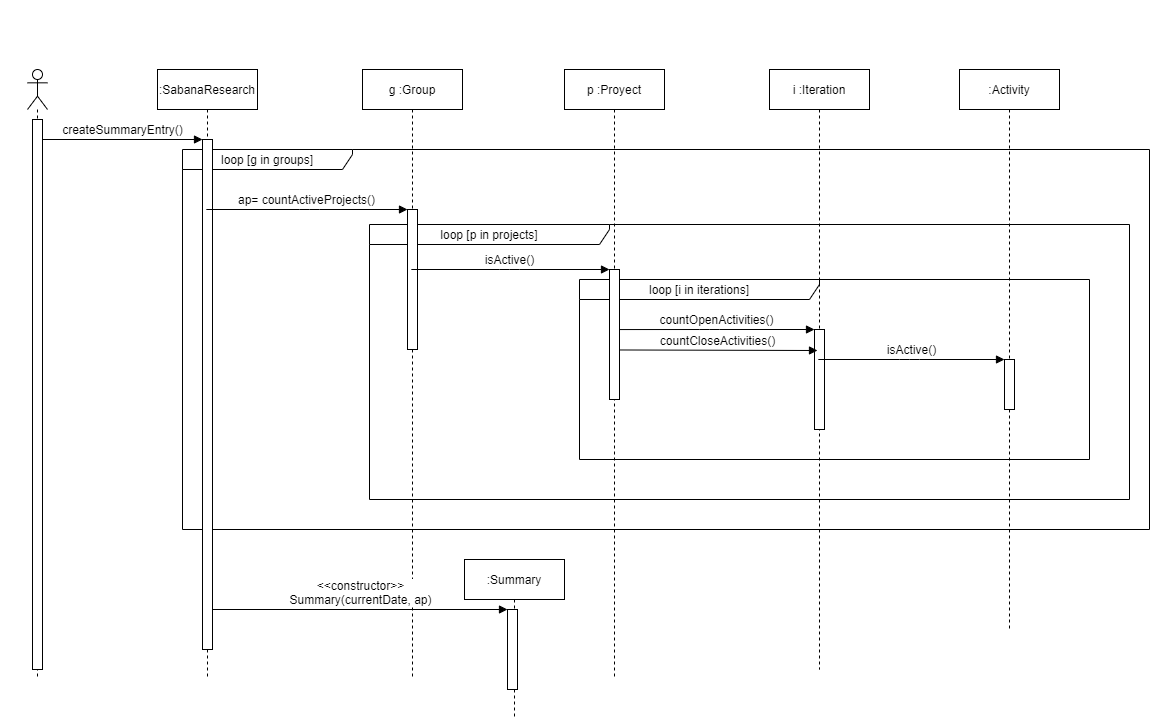 :SabanaResearch
g :Group
p :Proyect
i :Iteration
:Activity
createSummaryEntry()
loop [g in groups]
ap= countActiveProjects()
loop [p in projects]
isActive()
loop [i in iterations]
countOpenActivities()
countCloseActivities()
isActive()
:Summary
<<constructor>>
Summary(currentDate, ap)